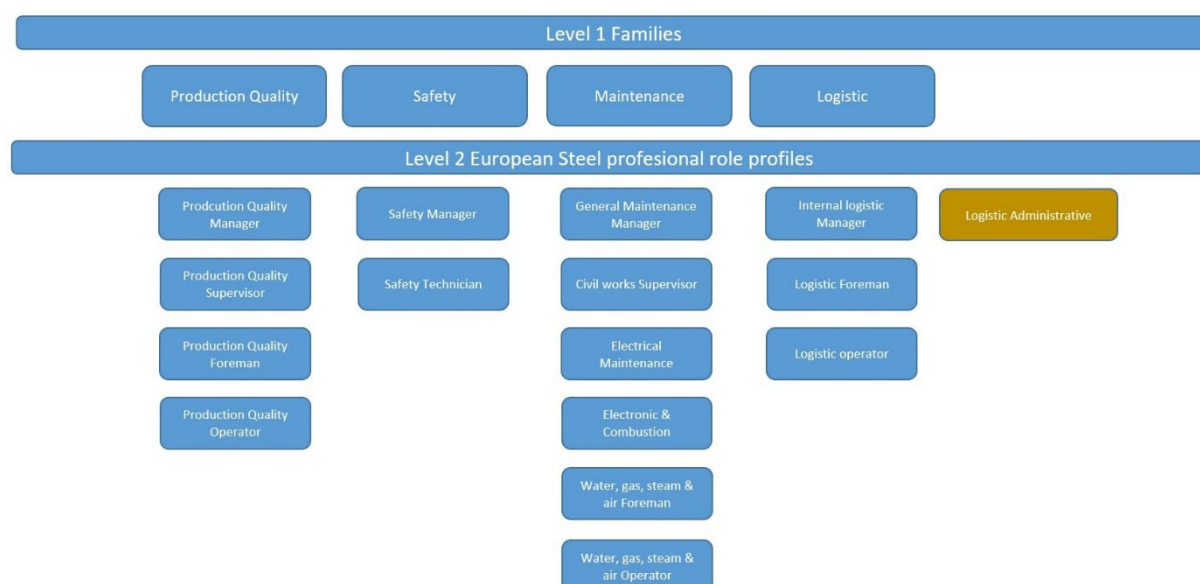 Level 1 Families
Production Quality
Safety
Maintenance
Logistic
Level 2 European Steel profesional role profiles
Prodcution Quality
Manager
Safety Manager
General Maintenance
Manager
Internal logistic
Manager
Logistic Administrative
Production Quality
Supervisor
Safety Technician
Civil works Supervisor
Logistic Foreman
Production Quality
Foreman
Electrical
Maintenance
Logistic operator
Production Quality
Operator
Electronic &
Combustion
Water, gas, steam &
air Foreman
Water, gas, steam &
air Operator